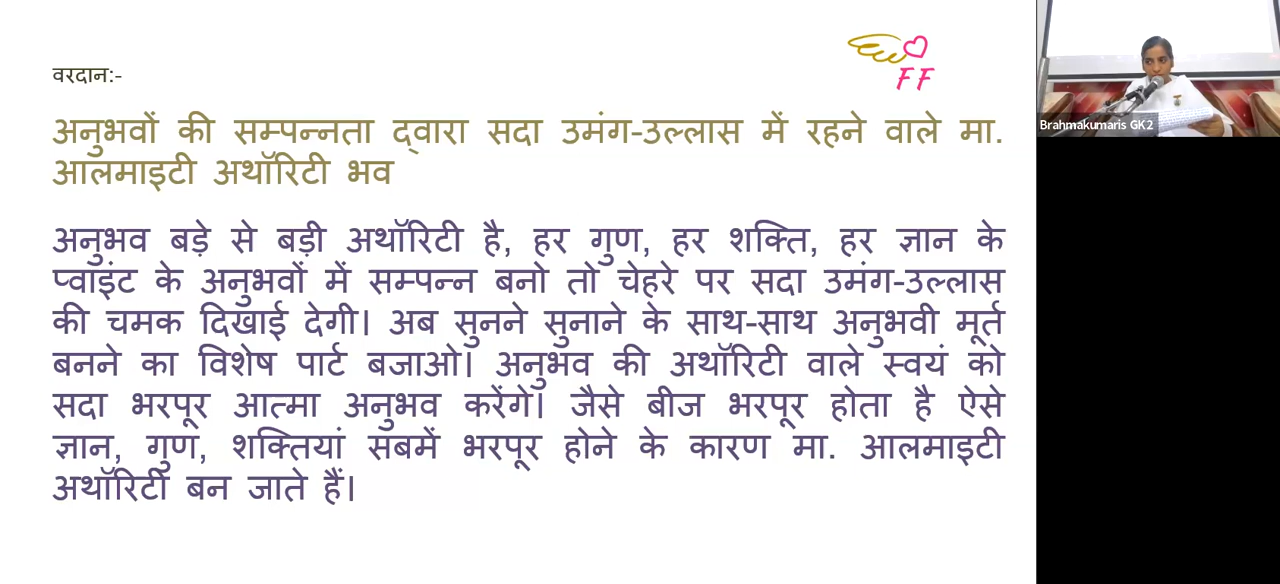 वरदान:-
FF
अनुभवों की सम्पन्नता द्वारा सदा उमंग-उल्लास में रहने वाले मा.
आलमाइटी अथॉरिटी भव
अनुभव बड़े से बड़ी अथॉरिटी है, हर गुण, हर शक्ति, हर ज्ञान के
प्वाइंट के अनुभवों में सम्पन्न बनो तो चेहरे पर सदा उमंग-उल्लास
की चमक दिखाई देगी। अब सुनने सुनाने के साथ-साथ अनुभवी मूर्त
बनने का विशेष पार्ट बजाओ। अनुभव की अथॉरिटी वाले स्वयं को
सदा भरपूर आत्मा अनुभव करेंगे। जैसे बीज भरपूर होता है ऐसे
ज्ञान, गुण, शक्तियां सबमें भरपूर होने के कारण मा. आलमाइटी
अथॉरिटी बन जाते हैं।
Brahmakumaris GK2